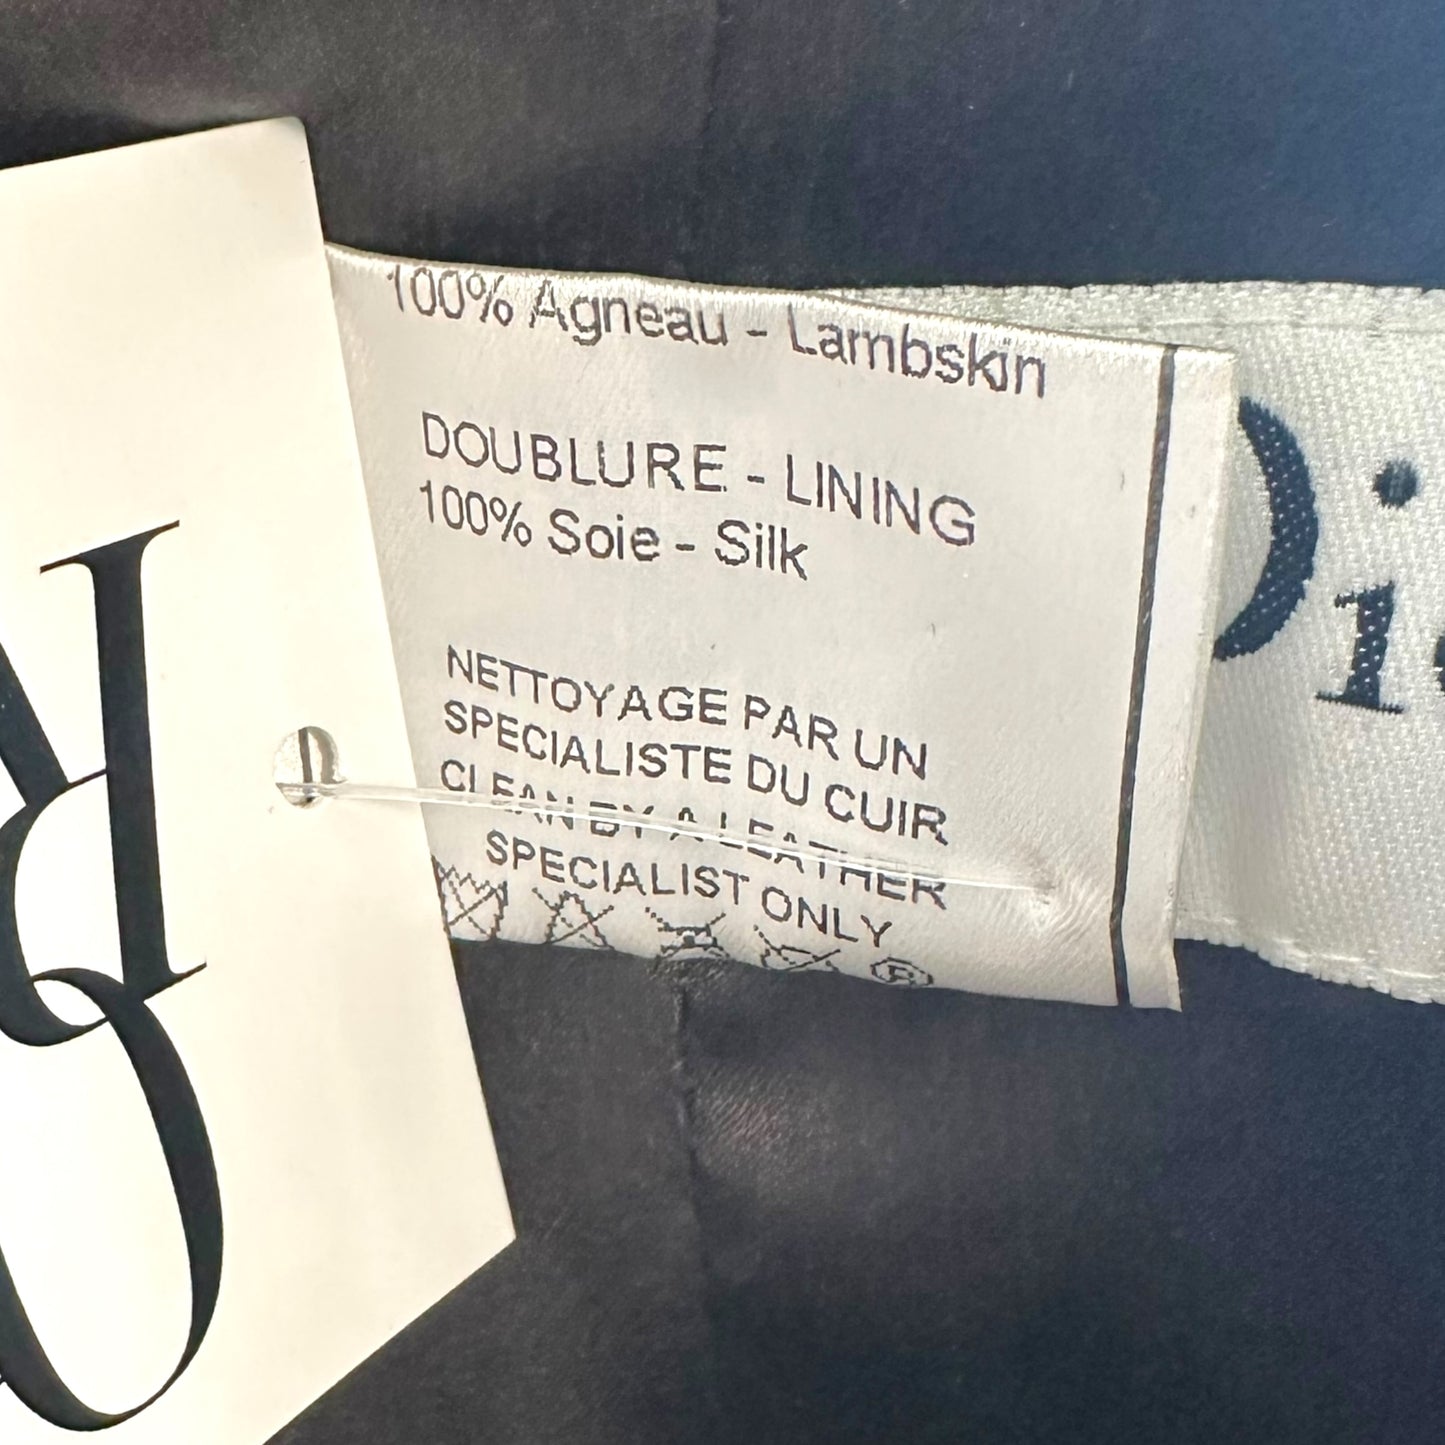 100% Agneau - Lambskin
DOUBLURE - LINING
100% Soie - Silk
NETTOYAGE PAR UN
SPECIALISTE DU CUIR
CLEAN BY A LEATHER
SPECIALIST ONLY
P
Di